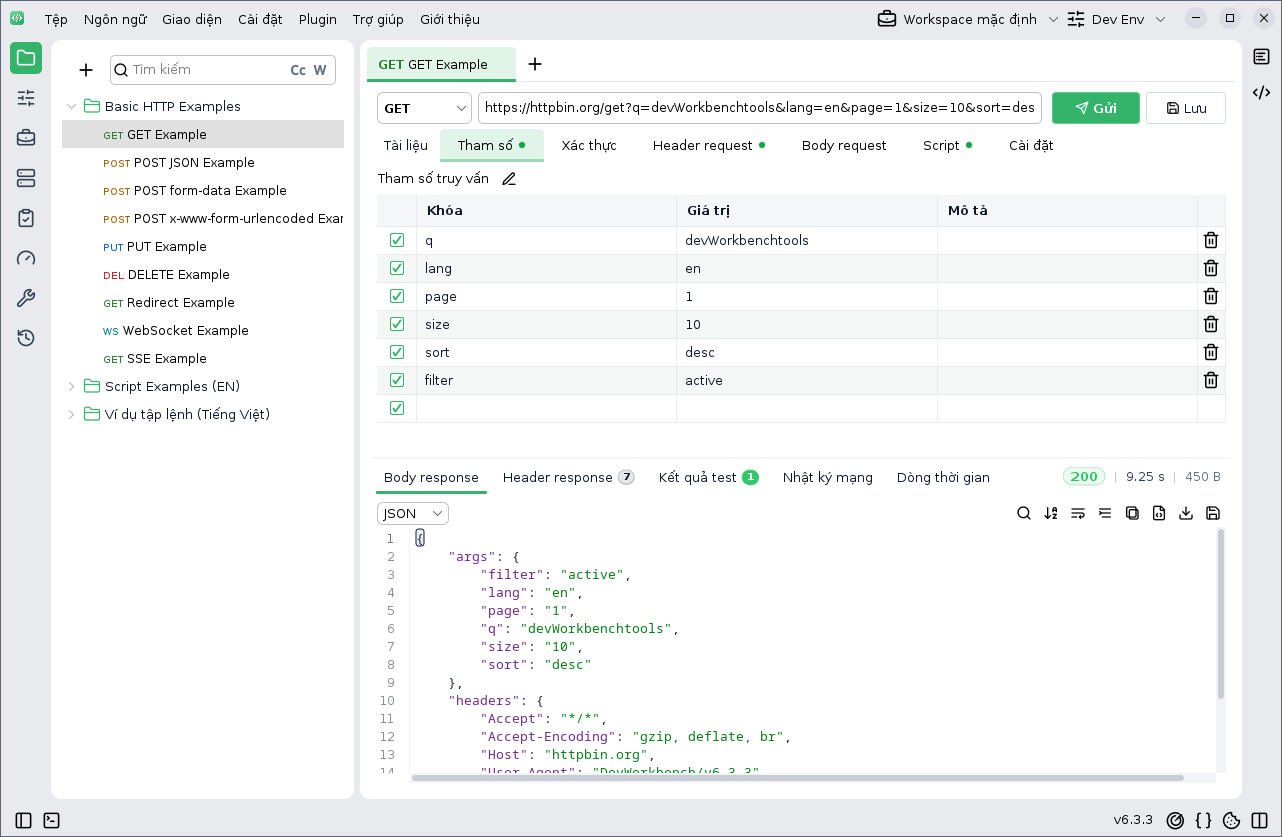 Tệp Ngôn ngữ Giao diện Cài đặt Plugin Trợ giúp Giới thiệu Workspace mặc định Dev Env
Tìm kiếm Cc W
Basic HTTP Examples
GET GET Example
POST POST JSON Example
POST POST form-data Example
POST POST x-www-form-urlencoded Exar
PUT PUT Example
DEL DELETE Example
GET Redirect Example
WS WebSocket Example
GET SSE Example
Script Examples (EN)
Ví dụ tập lệnh (Tiếng Việt)
GET GET Example
GET https://httpbin.org/get?q=devWorkbenchtools&lang=en&page=1&size=10&sort=des Gửi Lưu
Tài liệu Tham số Xác thực Header request Body request Script Cài đặt
Tham số truy vấn
Khóa Giá trị Mô tả
q devWorkbenchtools
lang en
page 1
size 10
sort desc
filter active
Body response Header response 7 Kết quả test 1 Nhật ký mạng Dòng thời gian 200 9.25 s 450 B
JSON
1 {
2 "args": {
3 "filter": "active",
4 "lang": "en",
5 "page": "1",
6 "q": "devWorkbenchtools",
7 "size": "10",
8 "sort": "desc"
9 },
10 "headers": {
11 "Accept": "*/*",
12 "Accept-Encoding": "gzip, deflate, br",
13 "Host": "httpbin.org",
14 "User-Agent": "DevWorkbench/v6.3.3"
v6.3.3